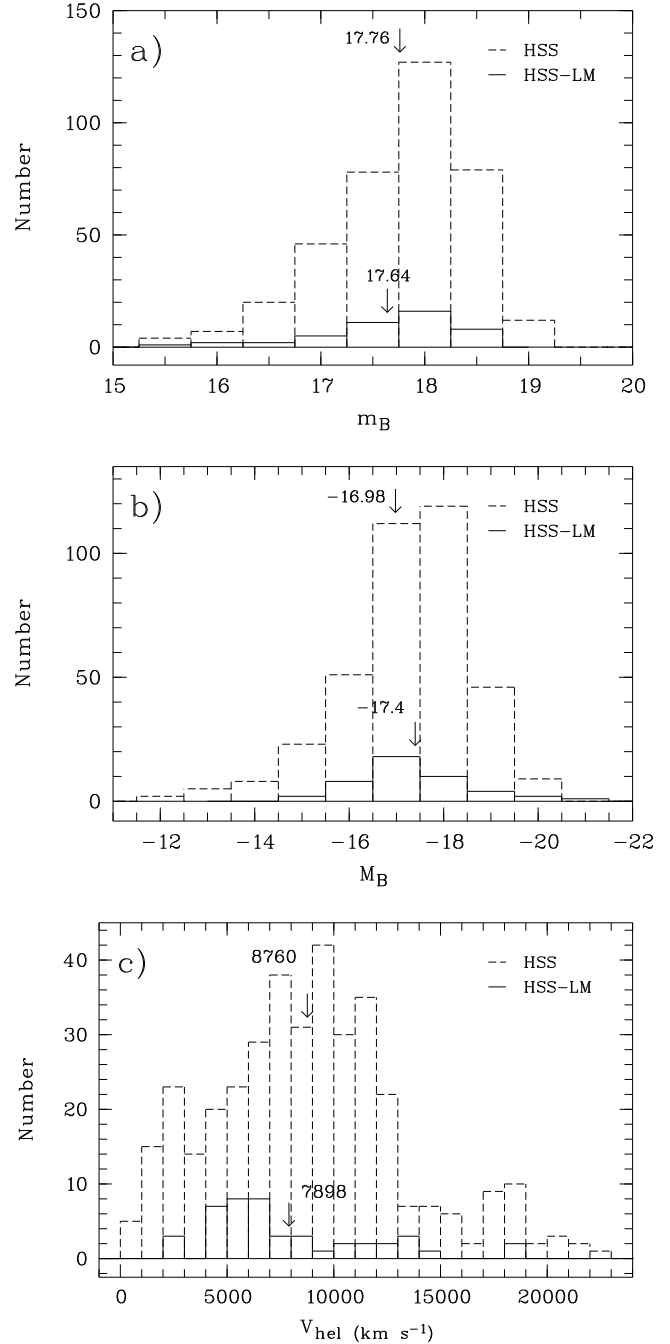 a)
17.76
HSS
HSS-LM
17.64
Number
150
100
50
0
15 16 17 18 19 20
m_B
b)
−16.98
HSS
HSS-LM
−17.4
Number
100
50
0
−12 −14 −16 −18 −20 −22
M_B
c)
8760
HSS
HSS-LM
7898
Number
40
30
20
10
0
0 5000 10000 15000 20000
V_hel (km s⁻¹)